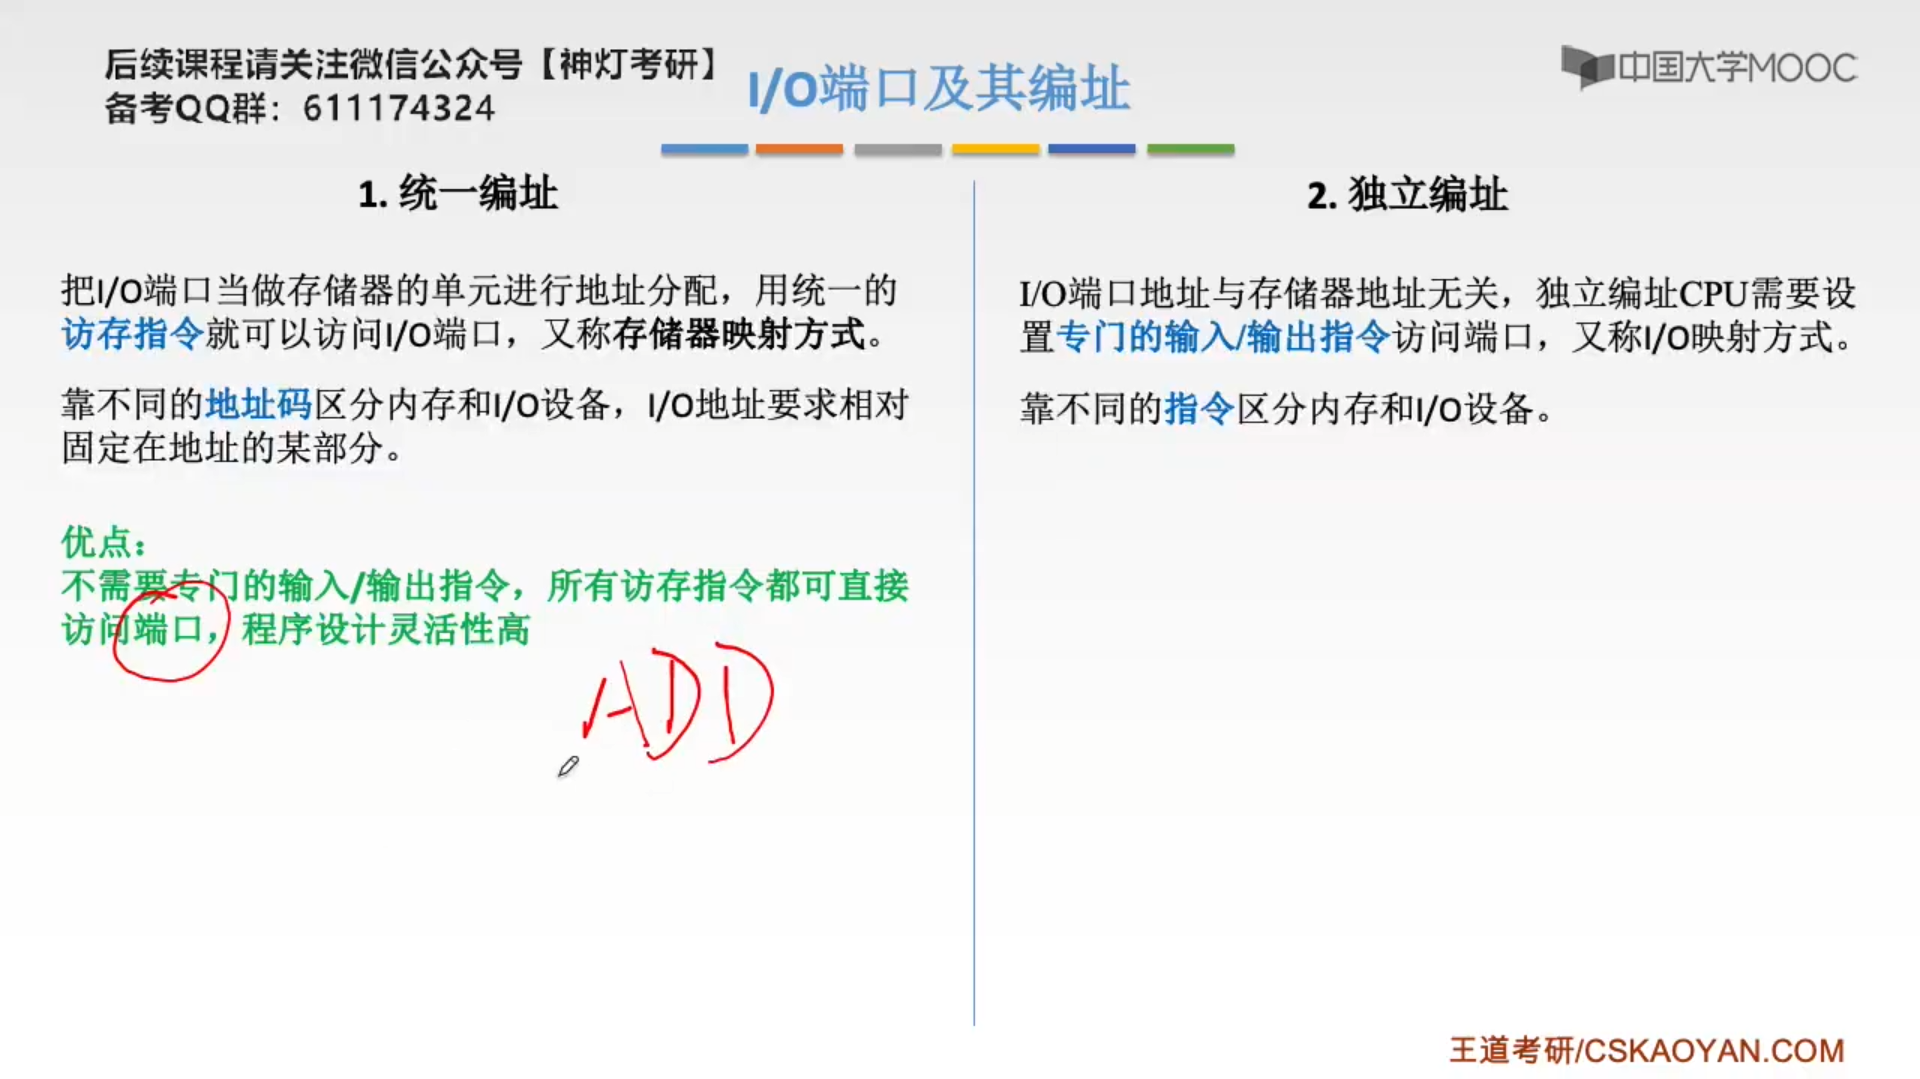 后续课程请关注微信公众号【神灯考研】
备考QQ群：611174324
I/O端口及其编址
中国大学MOOC
1. 统一编址
把I/O端口当做存储器的单元进行地址分配，用统一的
访存指令就可以访问I/O端口，又称存储器映射方式。
靠不同的地址码区分内存和I/O设备，I/O地址要求相对
固定在地址的某部分。
优点：
不需要专门的输入/输出指令，所有访存指令都可直接
访问端口，程序设计灵活性高
ADD
2. 独立编址
I/O端口地址与存储器地址无关，独立编址CPU需要设
置专门的输入/输出指令访问端口，又称I/O映射方式。
靠不同的指令区分内存和I/O设备。
王道考研/CSKAOYAN.COM